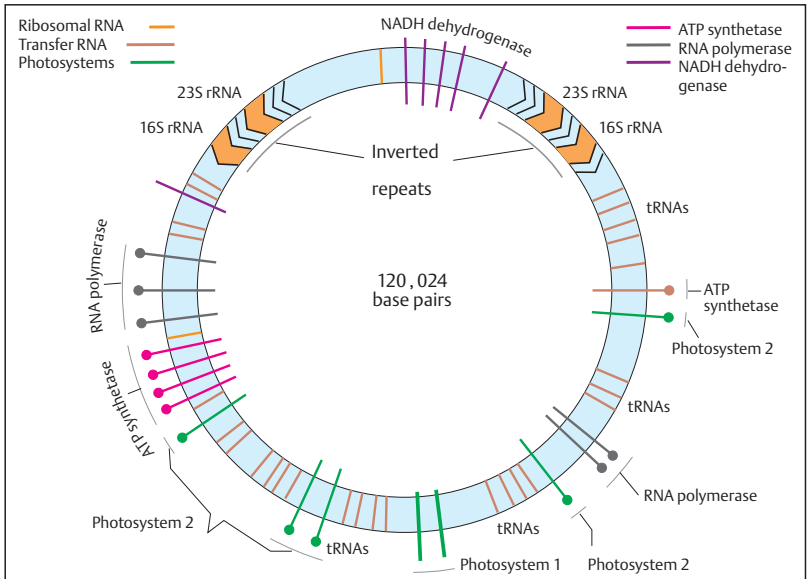 Ribosomal RNA
Transfer RNA
Photosystems
NADH dehydrogenase
ATP synthetase
RNA polymerase
NADH dehydro-
genase
23S rRNA
16S rRNA
23S rRNA
16S rRNA
Inverted
repeats
tRNAs
120,024
base pairs
ATP
synthetase
Photosystem 2
RNA polymerase
ATP synthetase
tRNAs
RNA polymerase
Photosystem 2
tRNAs
tRNAs
Photosystem 1
Photosystem 2